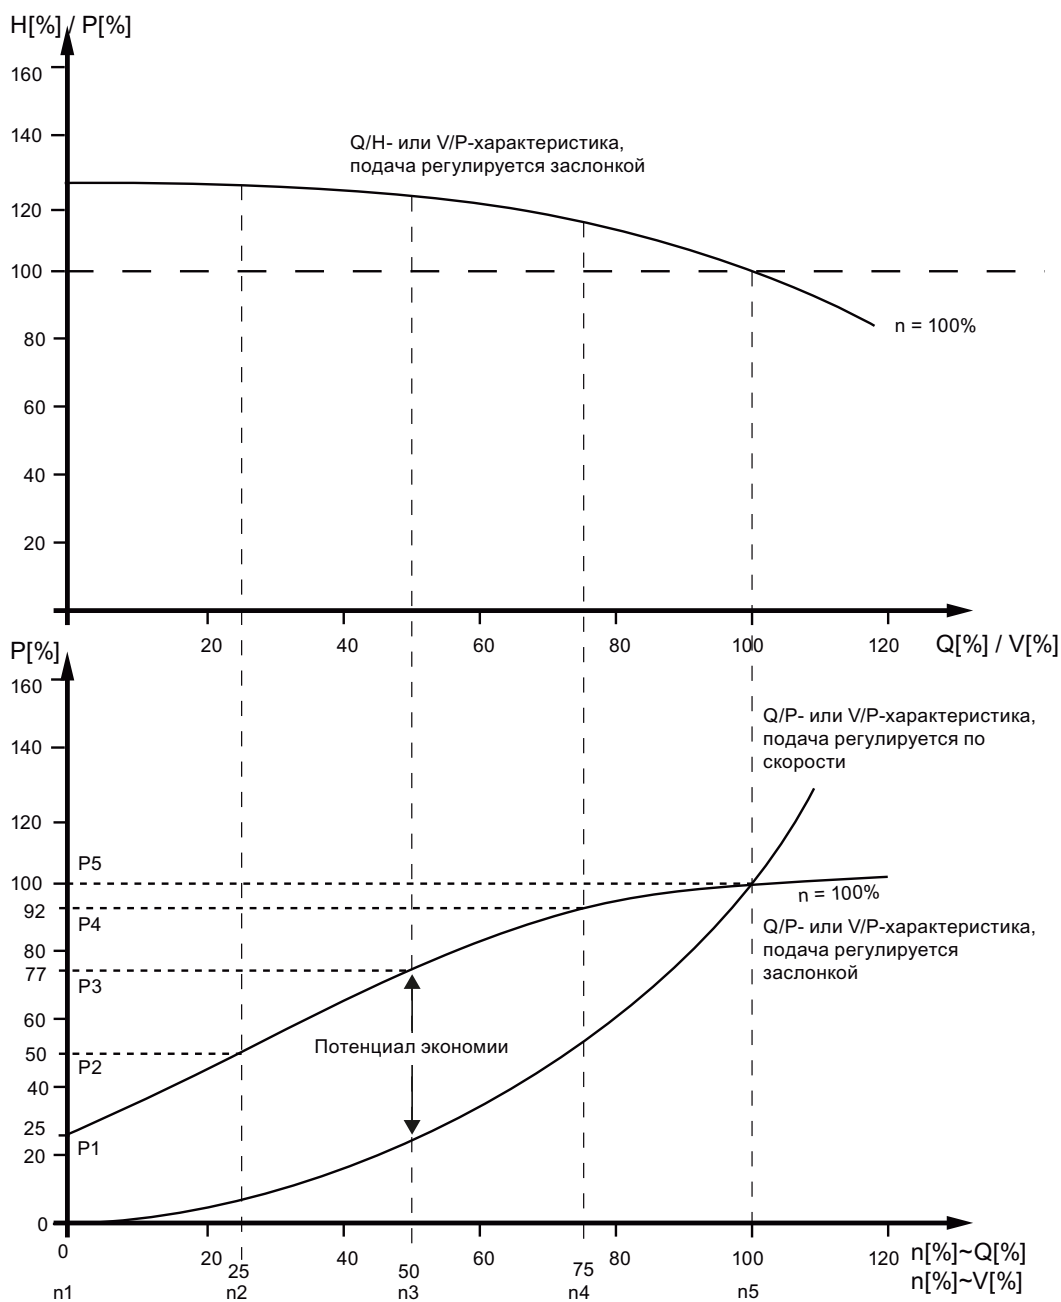 H[%] / P[%]
160
140
Q/H- или V/P-характеристика,
подача регулируется заслонкой
120
100
80
n = 100%
60
40
20
20 40 60 80 100 120 Q[%] / V[%]
P[%]
160
Q/P- или V/P-характеристика,
подача регулируется по
скорости
140
120
P5
100
n = 100%
92
P4
Q/P- или V/P-характеристика,
подача регулируется
заслонкой
80
77
P3
60
Потенциал экономии
50
P2
40
25
P1
20
0
0 20 25 40 50 60 75 80 100 120 n[%]~Q[%]
n1 n2 n3 n4 n5 n[%]~V[%]